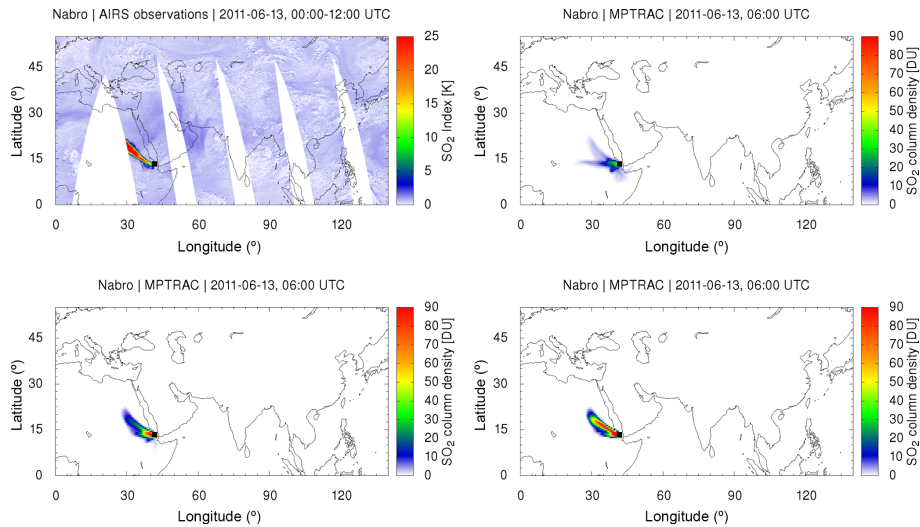 Nabro | AIRS observations | 2011-06-13, 00:00-12:00 UTC
Latitude (º)
45
30
15
0
0 30 60 90 120
Longitude (º)
25
20
15
10
5
0
SO2 Index [K]
Nabro | MPTRAC | 2011-06-13, 06:00 UTC
Latitude (º)
45
30
15
0
0 30 60 90 120
Longitude (º)
90
80
70
60
50
40
30
20
10
0
SO2 column density [DU]
Nabro | MPTRAC | 2011-06-13, 06:00 UTC
Latitude (º)
45
30
15
0
0 30 60 90 120
Longitude (º)
90
80
70
60
50
40
30
20
10
0
SO2 column density [DU]
Nabro | MPTRAC | 2011-06-13, 06:00 UTC
Latitude (º)
45
30
15
0
0 30 60 90 120
Longitude (º)
90
80
70
60
50
40
30
20
10
0
SO2 column density [DU]